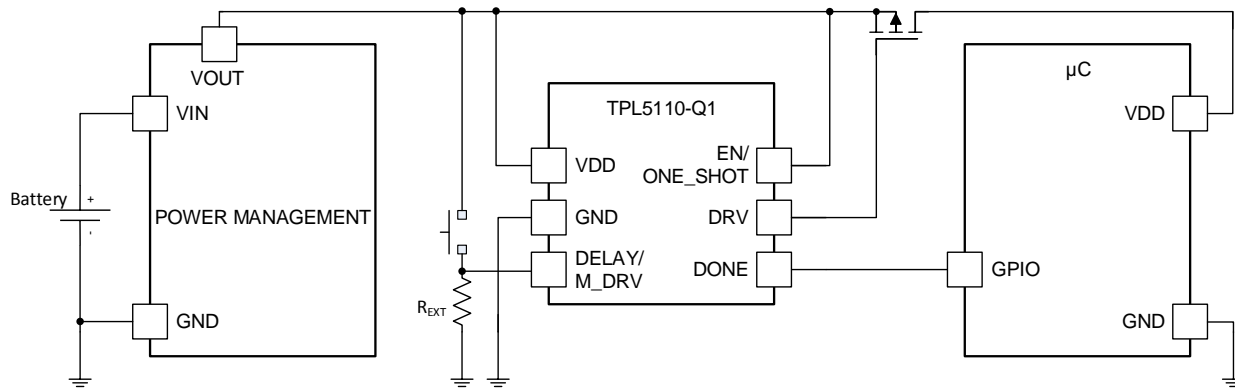 VOUT
VIN
Battery
+
-
POWER MANAGEMENT
GND
TPL5110-Q1
VDD
GND
DELAY/
M_DRV
EN/
ONE_SHOT
DRV
DONE
REXT
µC
VDD
GPIO
GND